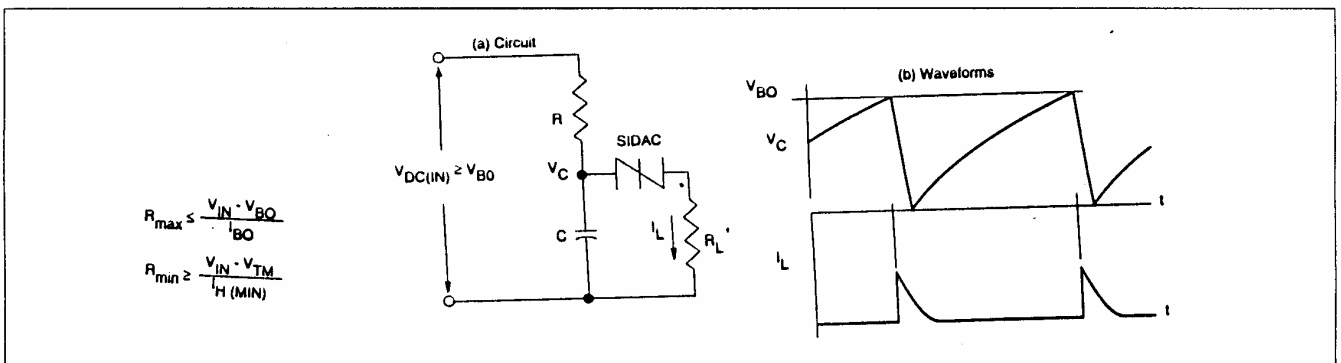 (a) Circuit
R
SIDAC
V_DC(IN) ≥ V_B0
V_C
C
I_L
R_L
R_max ≤ (V_IN - V_BO) / I_BO
R_min ≥ (V_IN - V_TM) / I_H (MIN)
(b) Waveforms
V_BO
V_C
t
I_L
t